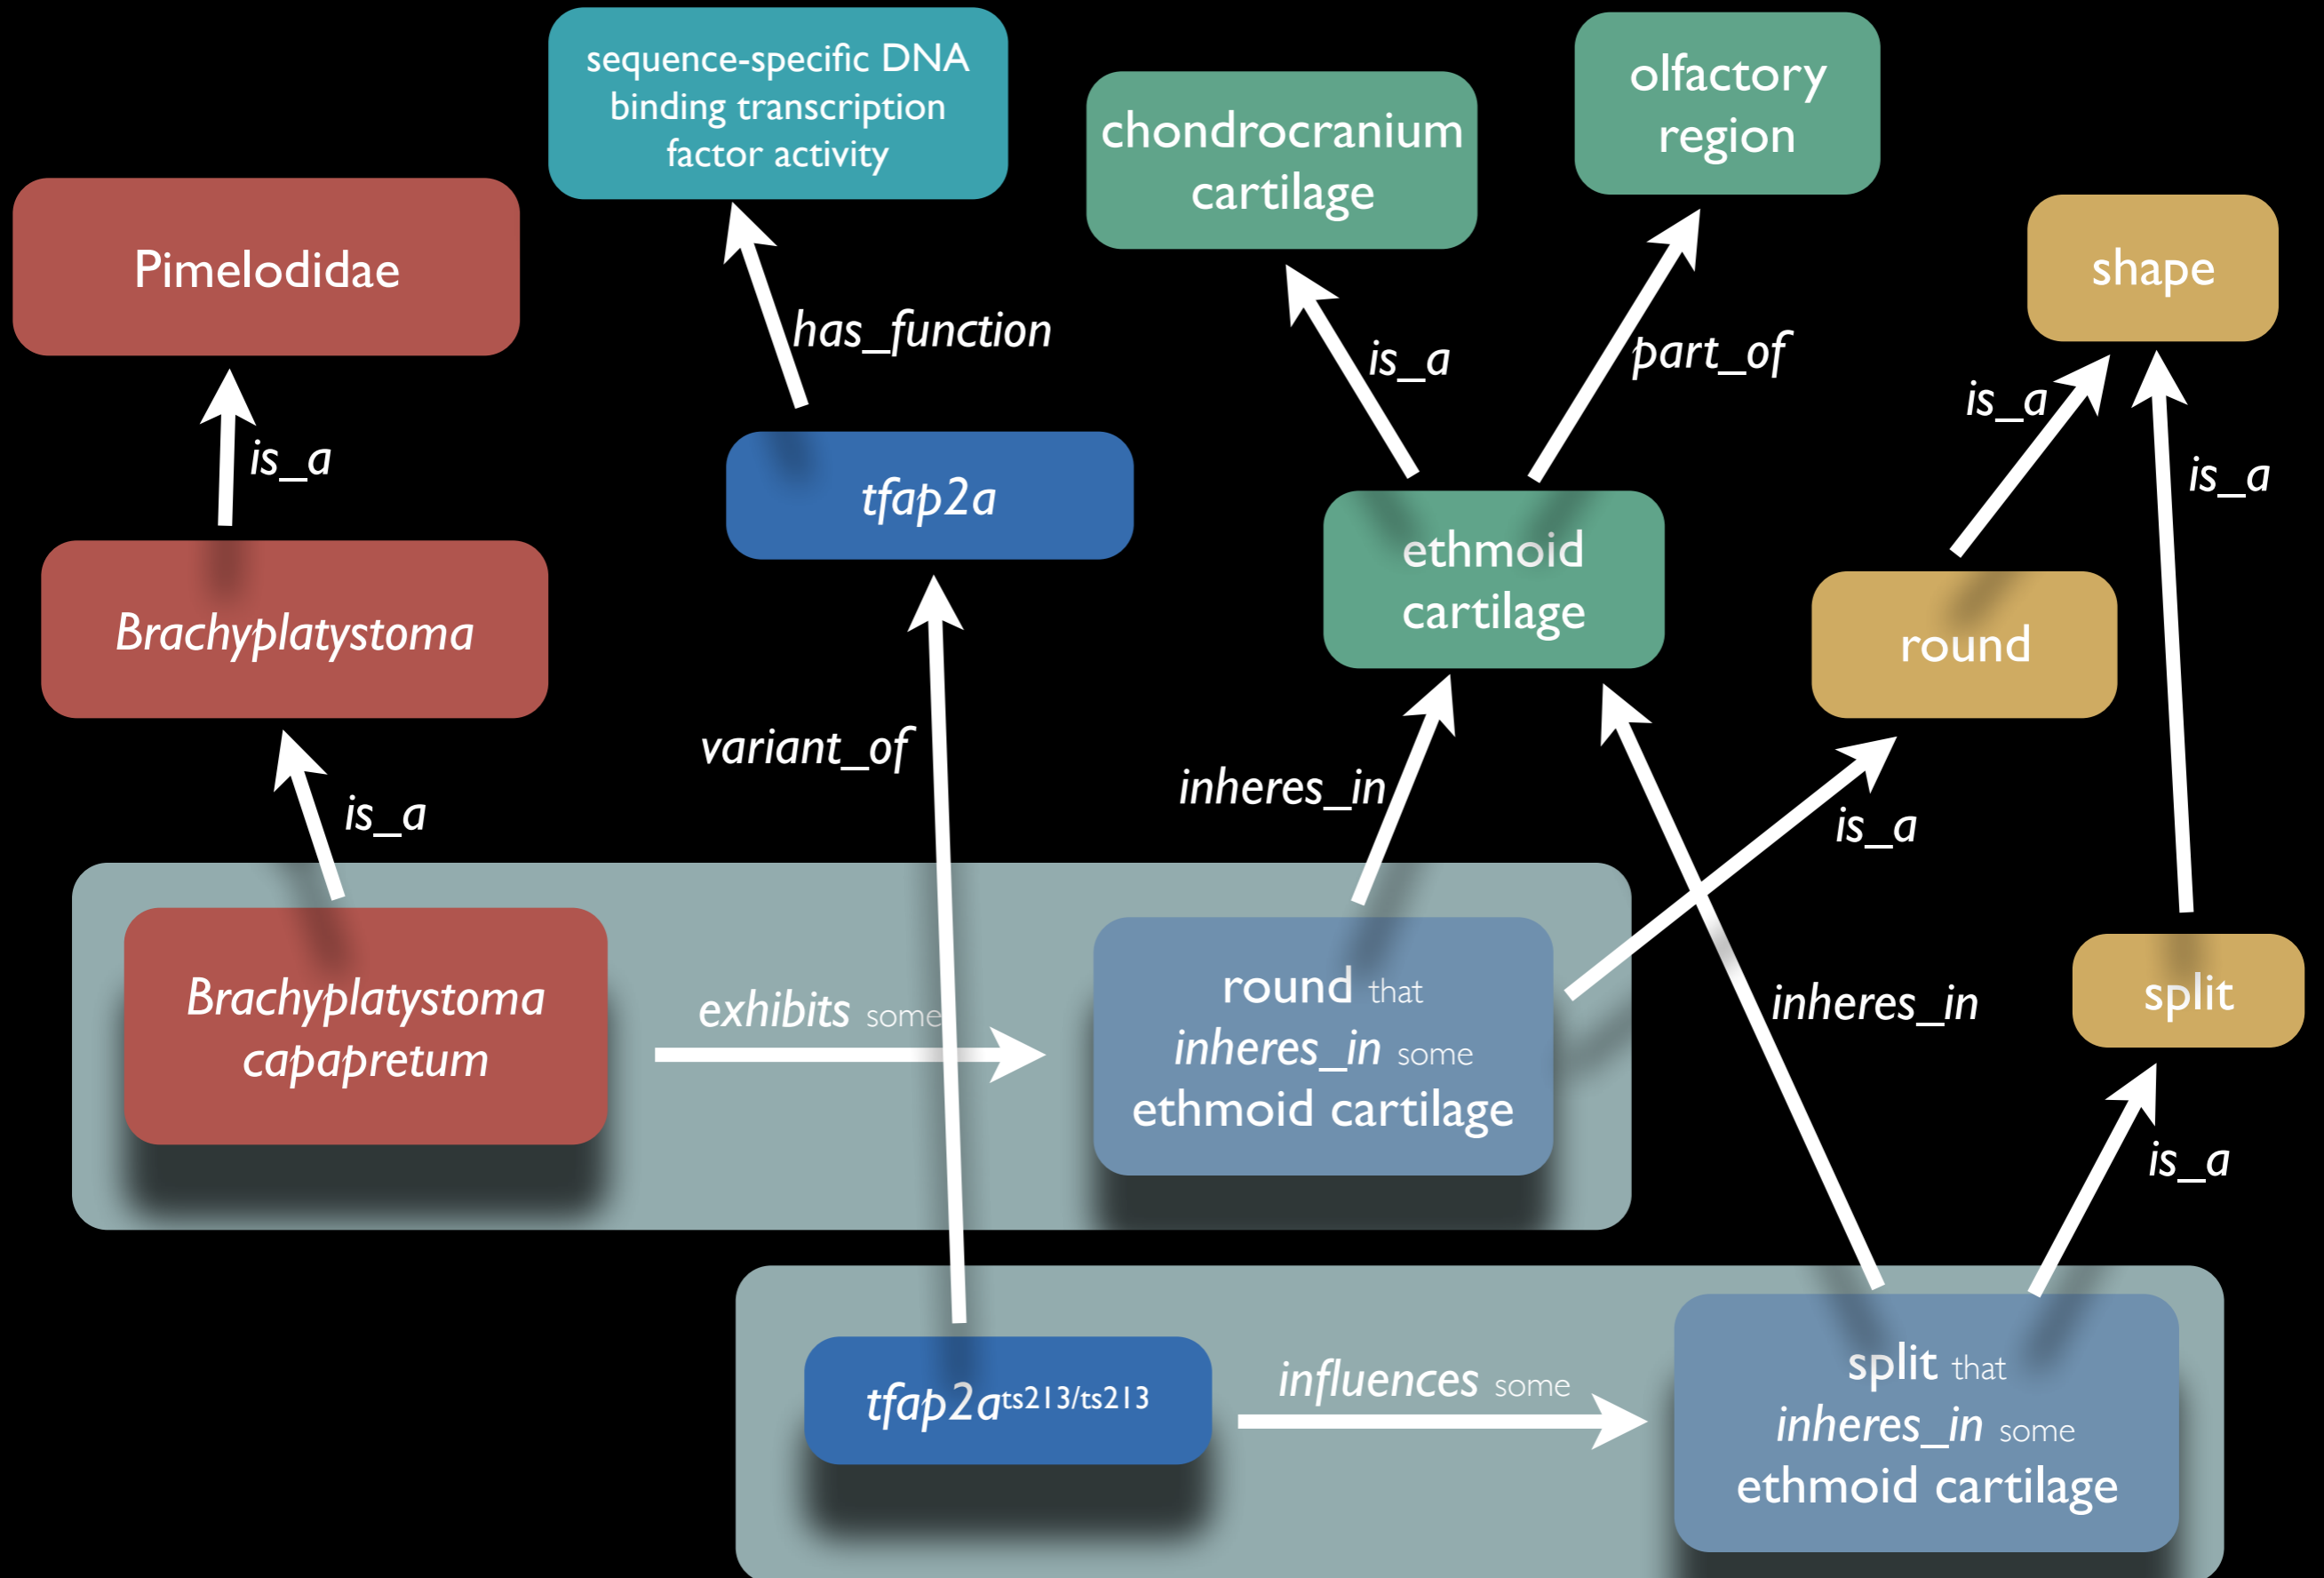 sequence-specific DNA
binding transcription
factor activity
olfactory
region
chondrocranium
cartilage
Pimelodidae
shape
has_function
is_a
part_of
is_a
is_a
is_a
tfap2a
ethmoid
cartilage
Brachyplatystoma
round
variant_of
inheres_in
is_a
is_a
Brachyplatystoma
capapretum
exhibits some
round that
inheres_in some
ethmoid cartilage
inheres_in
split
is_a
tfap2a^ts213/ts213
influences some
split that
inheres_in some
ethmoid cartilage